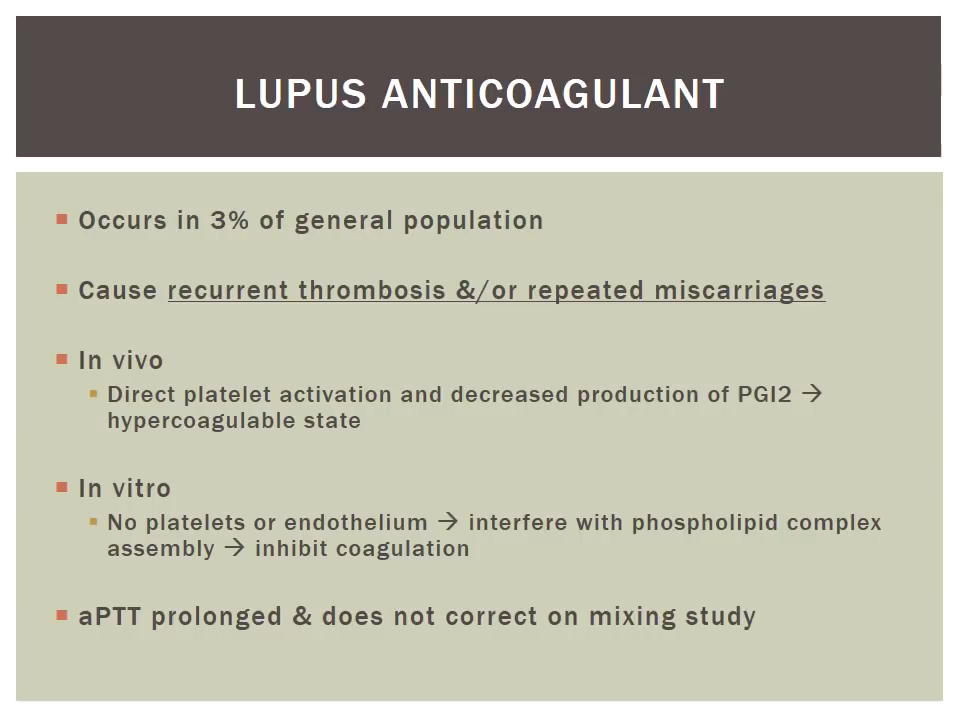 LUPUS ANTICOAGULANT
Occurs in 3% of general population
Cause recurrent thrombosis &/or repeated miscarriages
In vivo
Direct platelet activation and decreased production of PGI2 →
hypercoagulable state
In vitro
No platelets or endothelium → interfere with phospholipid complex
assembly → inhibit coagulation
aPTT prolonged & does not correct on mixing study